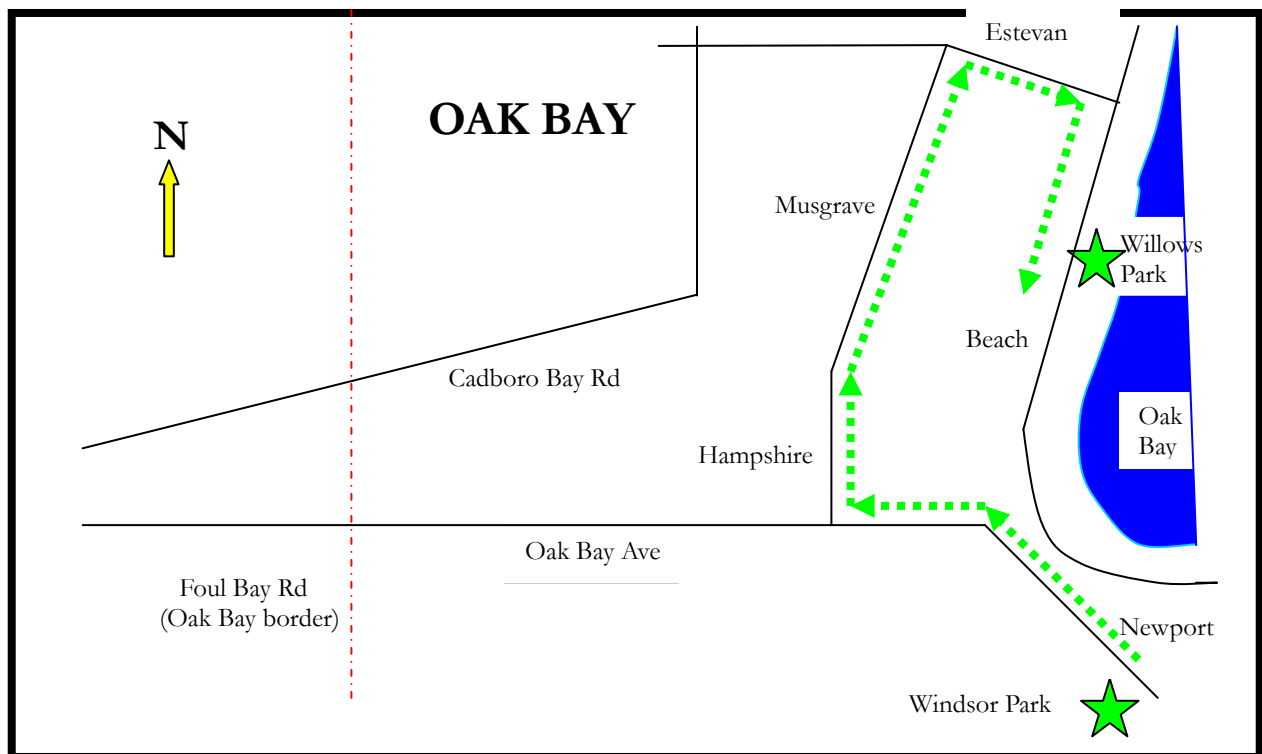 Estevan
OAK BAY
N
Musgrave
Willows
Park
Beach
Cadboro Bay Rd
Oak
Bay
Hampshire
Oak Bay Ave
Foul Bay Rd
(Oak Bay border)
Newport
Windsor Park